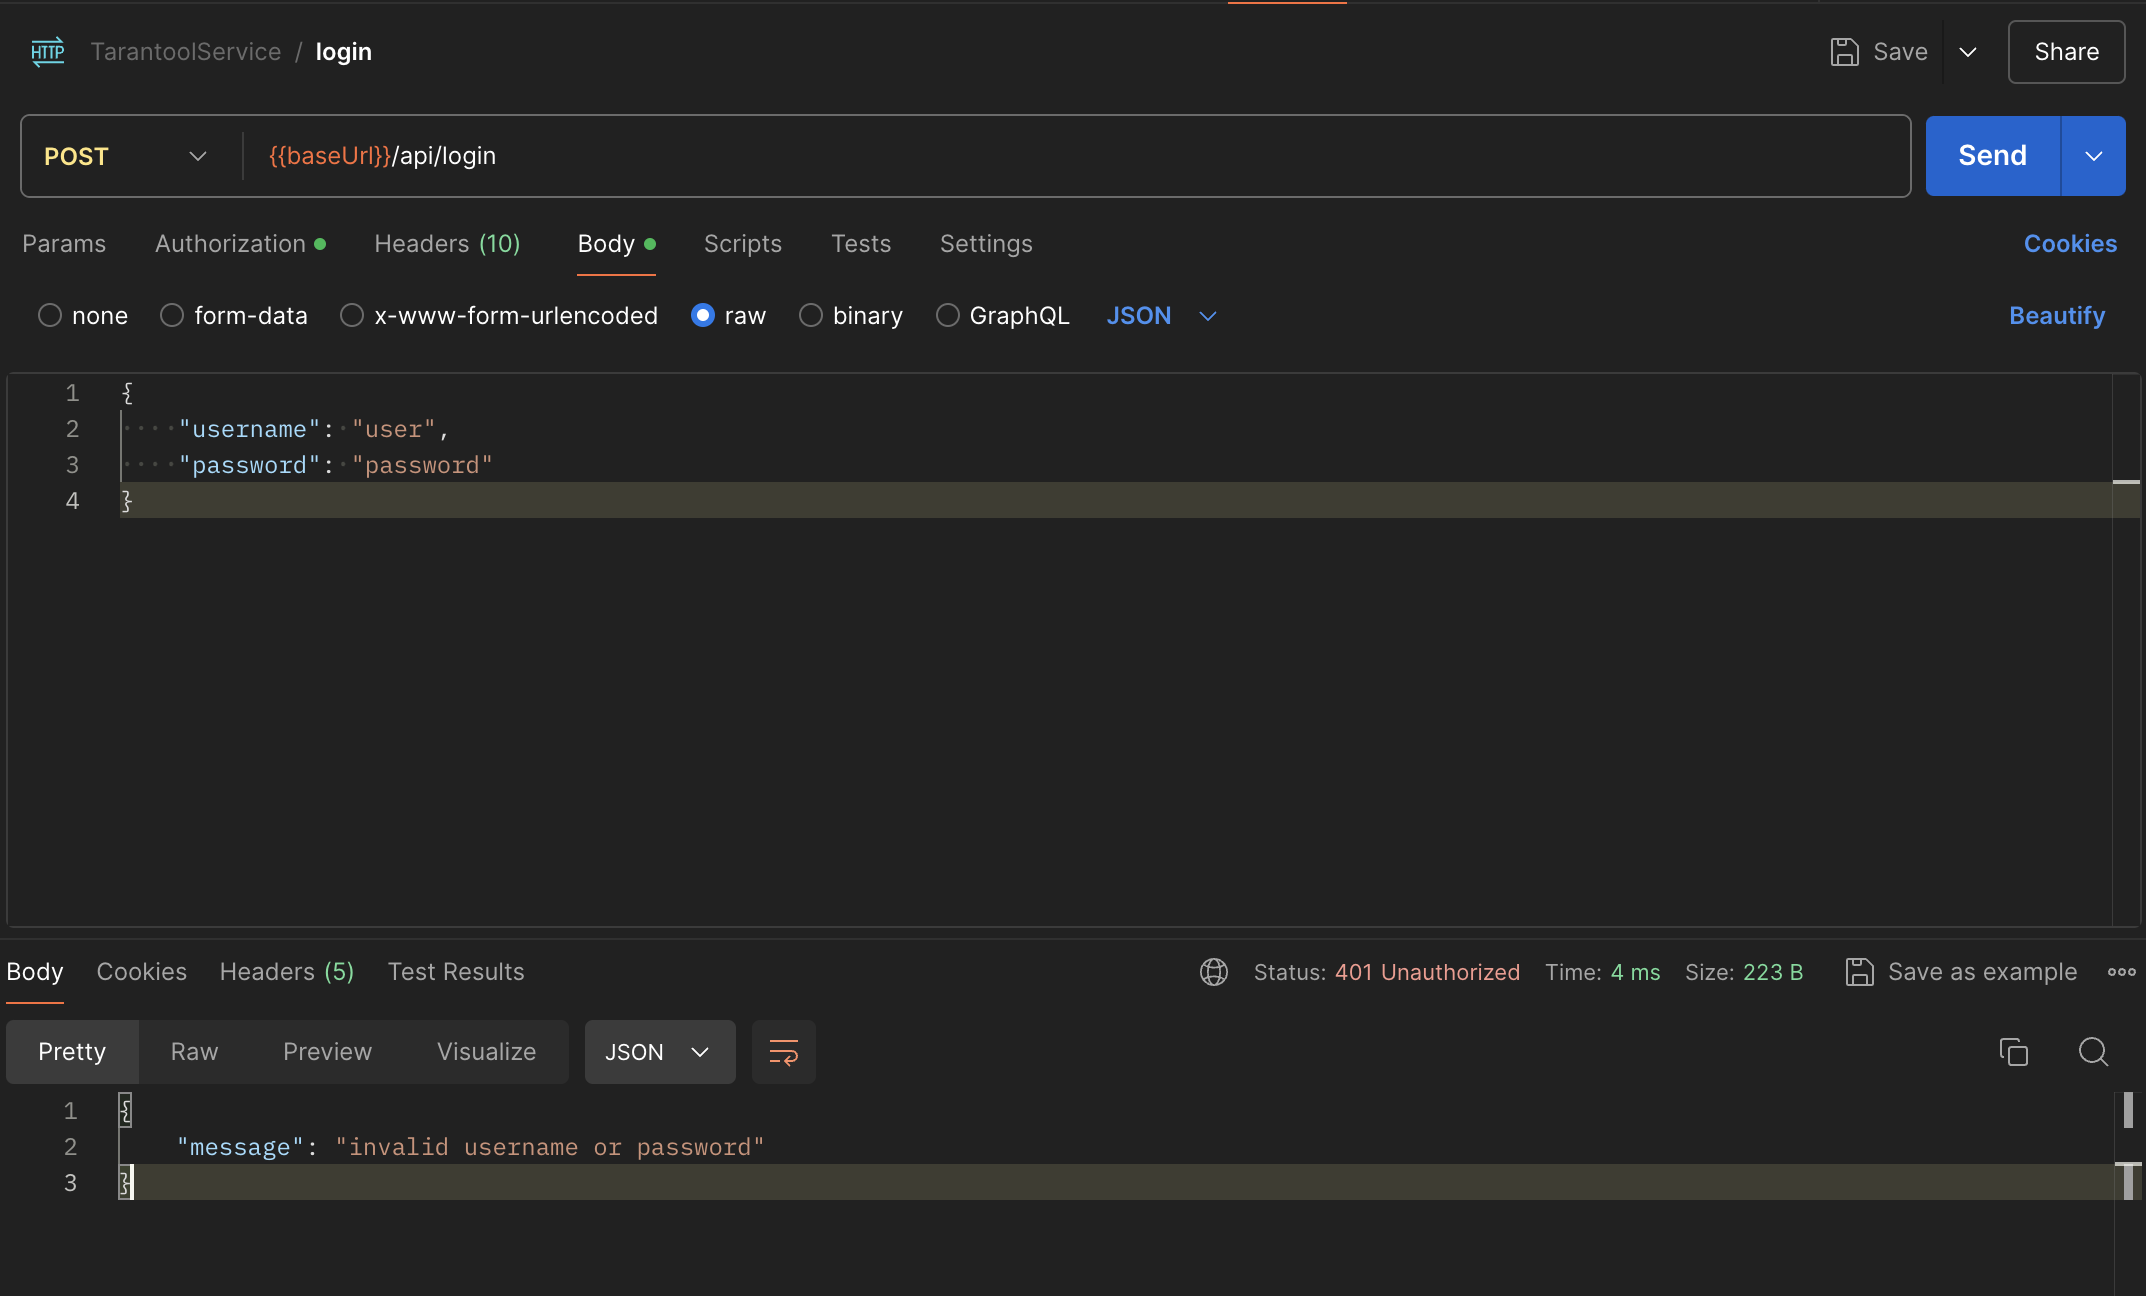 HTTP TarantoolService / login Save Share
POST {{baseUrl}}/api/login Send
Params Authorization Headers (10) Body Scripts Tests Settings Cookies
none form-data x-www-form-urlencoded raw binary GraphQL JSON Beautify
1 {
2 "username": "user",
3 "password": "password"
4 }
Body Cookies Headers (5) Test Results Status: 401 Unauthorized Time: 4 ms Size: 223 B Save as example
Pretty Raw Preview Visualize JSON
1 {
2 "message": "invalid username or password"
3 }